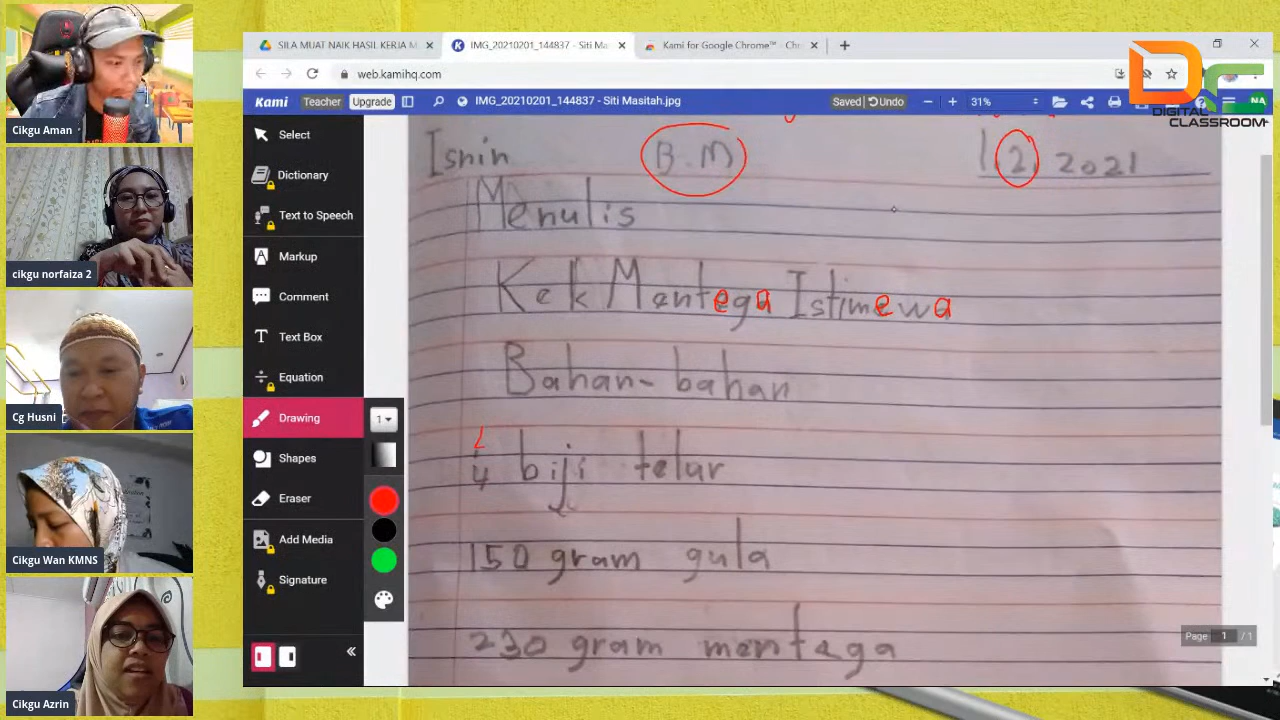 SILA MUAT NAIK HASIL KERJA M
IMG_20210201_144837 - Siti Ma
Kami for Google Chrome™ - Chr
web.kamihq.com
Kami
Teacher
Upgrade
IMG_20210201_144837 - Siti Masitah.jpg
Saved
Undo
31%
NA
DIGITAL
CLASSROOM
Select
Dictionary
Text to Speech
Markup
Comment
Text Box
Equation
Drawing
1
Shapes
Eraser
Add Media
Signature
Isnin B.M 1.2.2021
Menulis
Kek Mantega Istimewa
Bahan-bahan
4 biji telur
150 gram gula
230 gram mentega
Page 1 / 1
Cikgu Aman
cikgu norfaiza 2
Cg Husni
Cikgu Wan KMNS
Cikgu Azrin